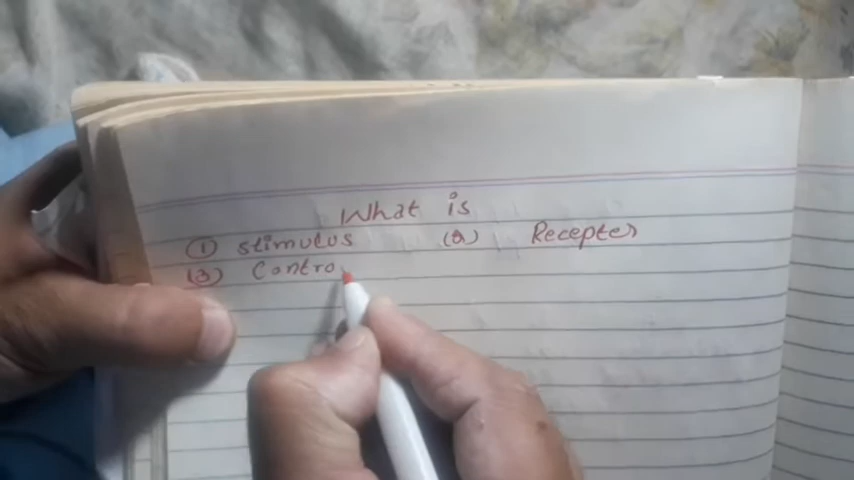 What is
(1) Stimulus (2) Recepter
(3) Contro